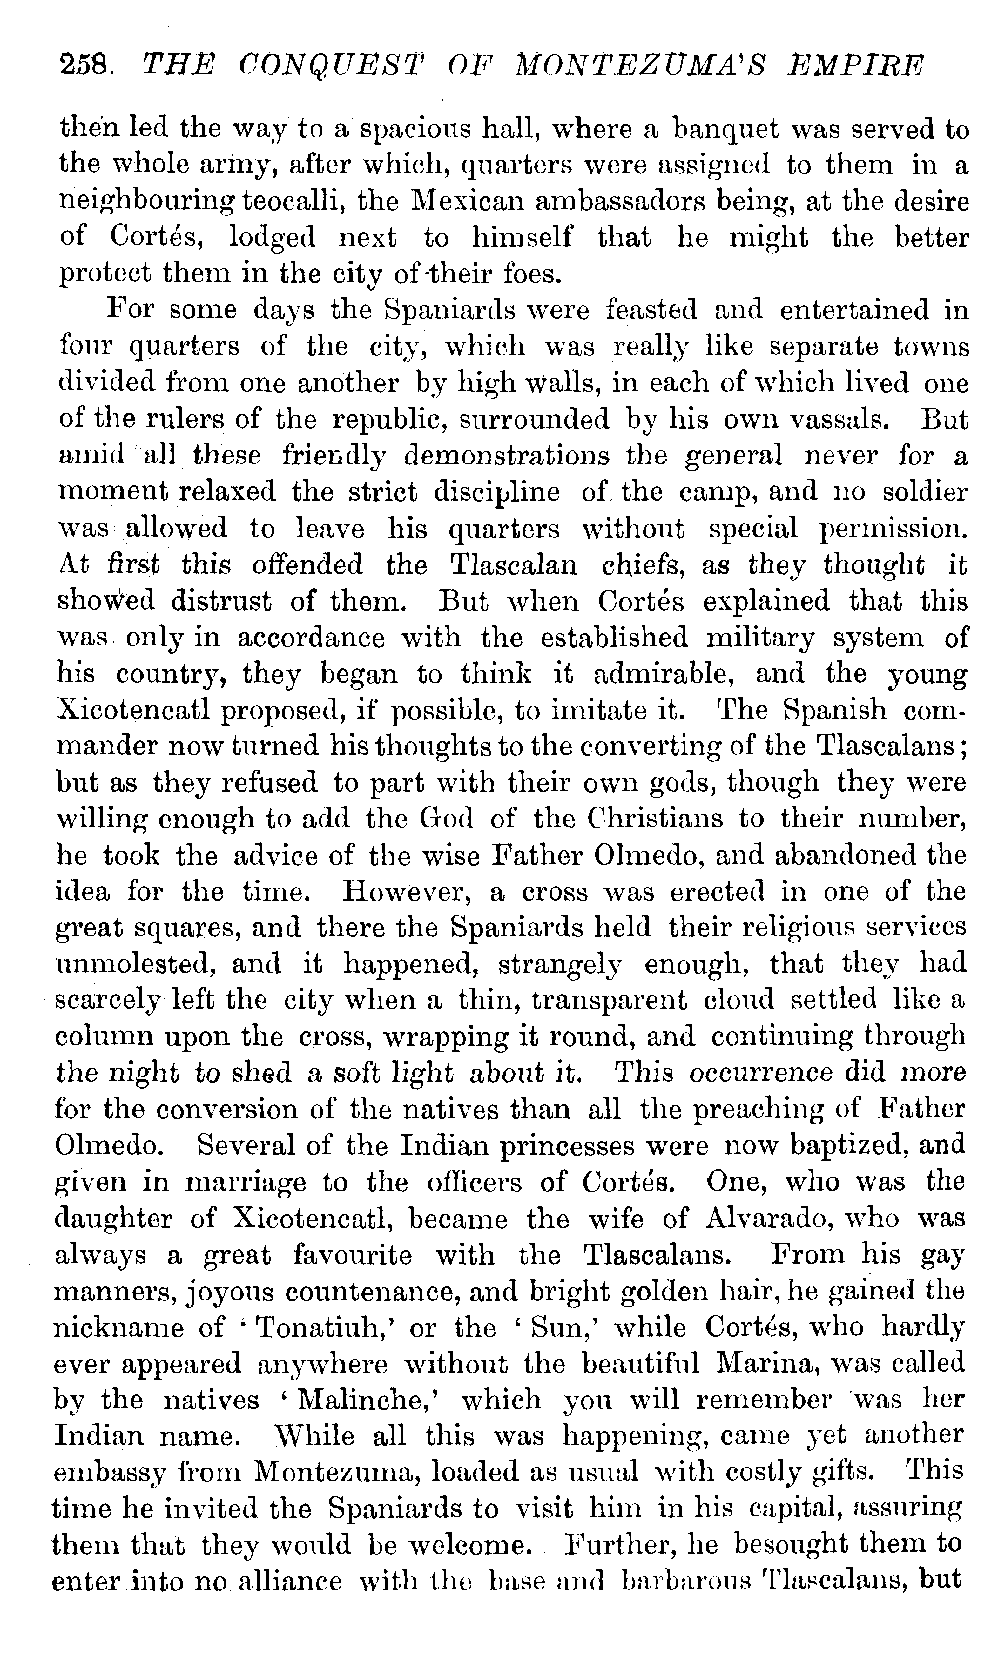 258. THE CONQUEST OF MONTEZUMA'S EMPIRE
then led the way to a spacious hall, where a banquet was served to
the whole army, after which, quarters were assigned to them in a
neighbouring teocalli, the Mexican ambassadors being, at the desire
of Cortés, lodged next to himself that he might the better
protect them in the city of their foes.
For some days the Spaniards were feasted and entertained in
four quarters of the city, which was really like separate towns
divided from one another by high walls, in each of which lived one
of the rulers of the republic, surrounded by his own vassals. But
amid all these friendly demonstrations the general never for a
moment relaxed the strict discipline of the camp, and no soldier
was allowed to leave his quarters without special permission.
At first this offended the Tlascalan chiefs, as they thought it
showed distrust of them. But when Cortés explained that this
was only in accordance with the established military system of
his country, they began to think it admirable, and the young
Xicotencatl proposed, if possible, to imitate it. The Spanish com-
mander now turned his thoughts to the converting of the Tlascalans;
but as they refused to part with their own gods, though they were
willing enough to add the God of the Christians to their number,
he took the advice of the wise Father Olmedo, and abandoned the
idea for the time. However, a cross was erected in one of the
great squares, and there the Spaniards held their religious services
unmolested, and it happened, strangely enough, that they had
scarcely left the city when a thin, transparent cloud settled like a
column upon the cross, wrapping it round, and continuing through
the night to shed a soft light about it. This occurrence did more
for the conversion of the natives than all the preaching of Father
Olmedo. Several of the Indian princesses were now baptized, and
given in marriage to the officers of Cortés. One, who was the
daughter of Xicotencatl, became the wife of Alvarado, who was
always a great favourite with the Tlascalans. From his gay
manners, joyous countenance, and bright golden hair, he gained the
nickname of ‘Tonatiuh,’ or the ‘Sun,’ while Cortés, who hardly
ever appeared anywhere without the beautiful Marina, was called
by the natives ‘Malinche,’ which you will remember was her
Indian name. While all this was happening, came yet another
embassy from Montezuma, loaded as usual with costly gifts. This
time he invited the Spaniards to visit him in his capital, assuring
them that they would be welcome. Further, he besought them to
enter into no alliance with the base and barbarous Tlascalans, but